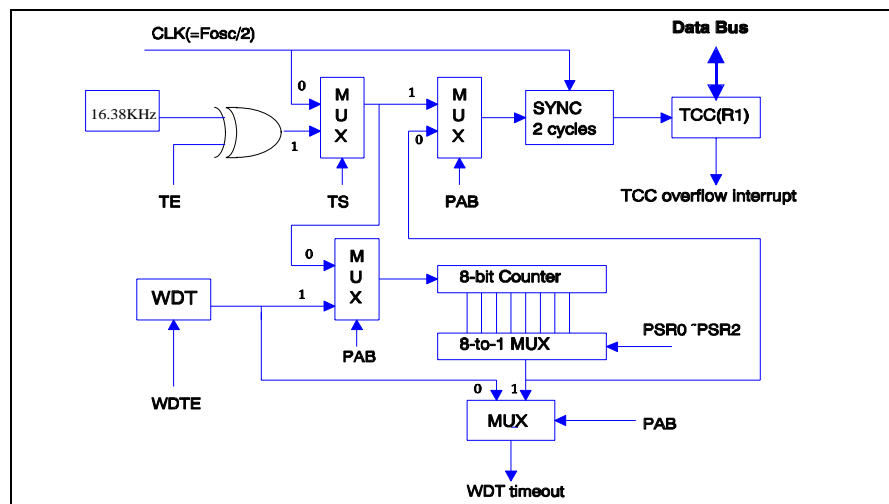 CLK(=Fosc/2)
Data Bus
0
M
U
X
1
M
U
X
0
SYNC
2 cycles
TCC(R1)
16.38KHz
1
TE
TS
PAB
TCC overflow interrupt
0
M
U
X
1
8-bit Counter
WDT
8-to-1 MUX
PSR0 ˜PSR2
PAB
WDTE
0
1
MUX
PAB
WDT timeout